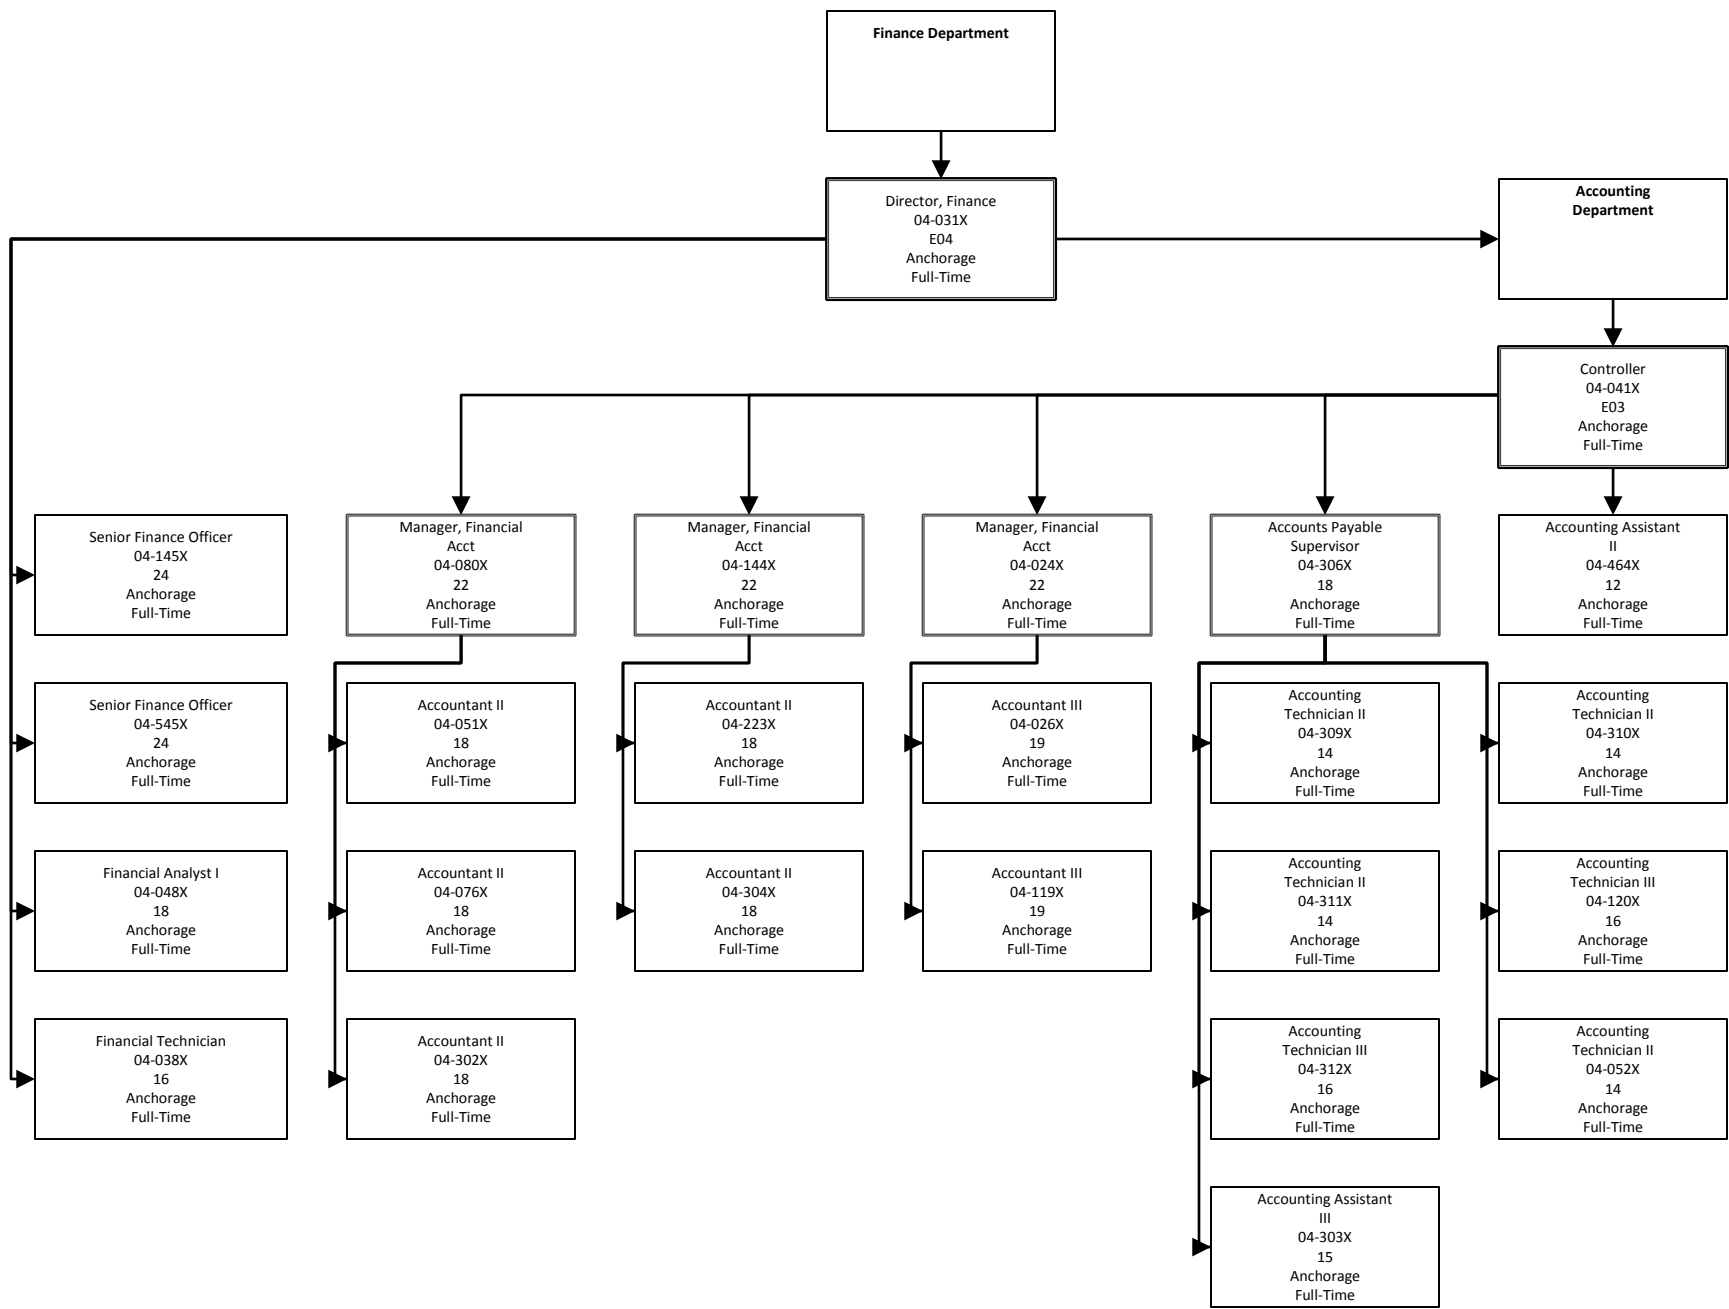 Finance Department
Director, Finance
04-031X
E04
Anchorage
Full-Time
Accounting
Department
Controller
04-041X
E03
Anchorage
Full-Time
Senior Finance Officer
04-145X
24
Anchorage
Full-Time
Manager, Financial
Acct
04-080X
22
Anchorage
Full-Time
Manager, Financial
Acct
04-144X
22
Anchorage
Full-Time
Manager, Financial
Acct
04-024X
22
Anchorage
Full-Time
Accounts Payable
Supervisor
04-306X
18
Anchorage
Full-Time
Accounting Assistant
II
04-464X
12
Anchorage
Full-Time
Senior Finance Officer
04-545X
24
Anchorage
Full-Time
Accountant II
04-051X
18
Anchorage
Full-Time
Accountant II
04-223X
18
Anchorage
Full-Time
Accountant III
04-026X
19
Anchorage
Full-Time
Accounting
Technician II
04-309X
14
Anchorage
Full-Time
Accounting
Technician II
04-310X
14
Anchorage
Full-Time
Financial Analyst I
04-048X
18
Anchorage
Full-Time
Accountant II
04-076X
18
Anchorage
Full-Time
Accountant II
04-304X
18
Anchorage
Full-Time
Accountant III
04-119X
19
Anchorage
Full-Time
Accounting
Technician II
04-311X
14
Anchorage
Full-Time
Accounting
Technician III
04-120X
16
Anchorage
Full-Time
Financial Technician
04-038X
16
Anchorage
Full-Time
Accountant II
04-302X
18
Anchorage
Full-Time
Accounting
Technician III
04-312X
16
Anchorage
Full-Time
Accounting
Technician II
04-052X
14
Anchorage
Full-Time
Accounting Assistant
III
04-303X
15
Anchorage
Full-Time